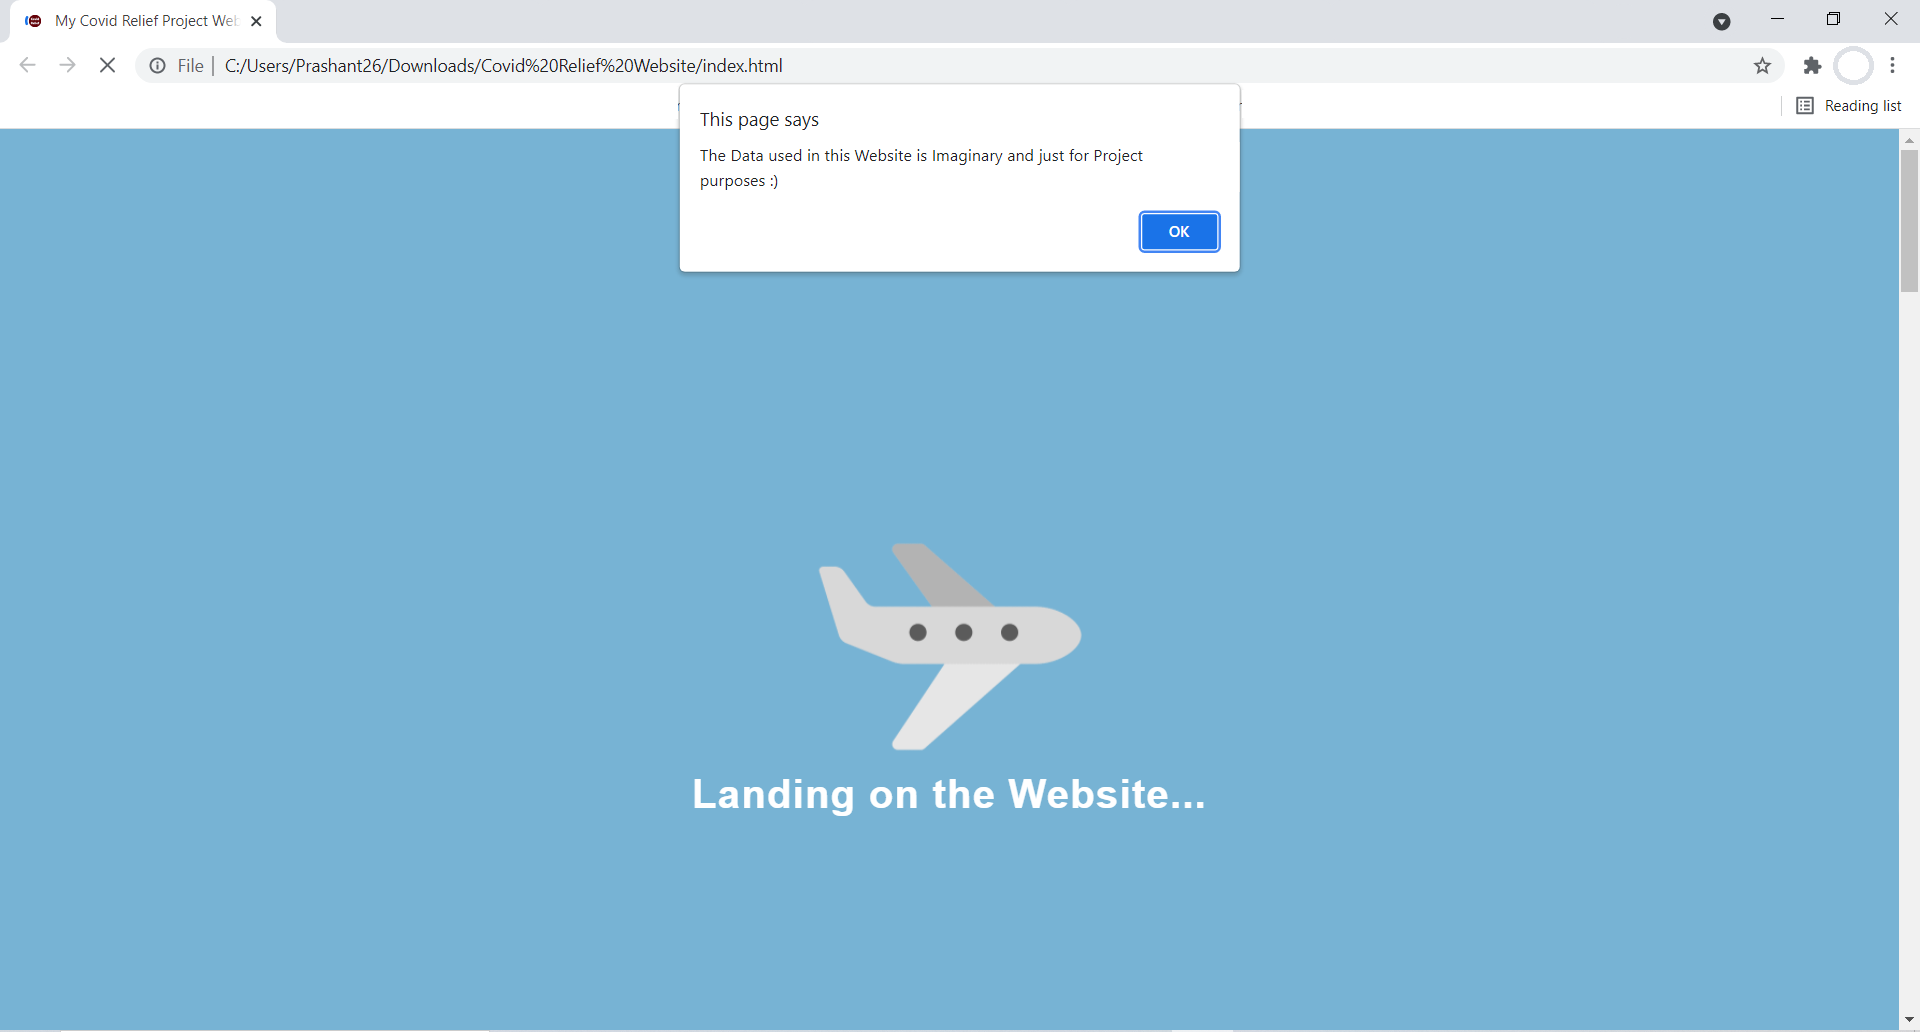 My Covid Relief Project Web
File
C:/Users/Prashant26/Downloads/Covid%20Relief%20Website/index.html
Reading list
This page says
The Data used in this Website is Imaginary and just for Project
purposes :)
OK
Landing on the Website...